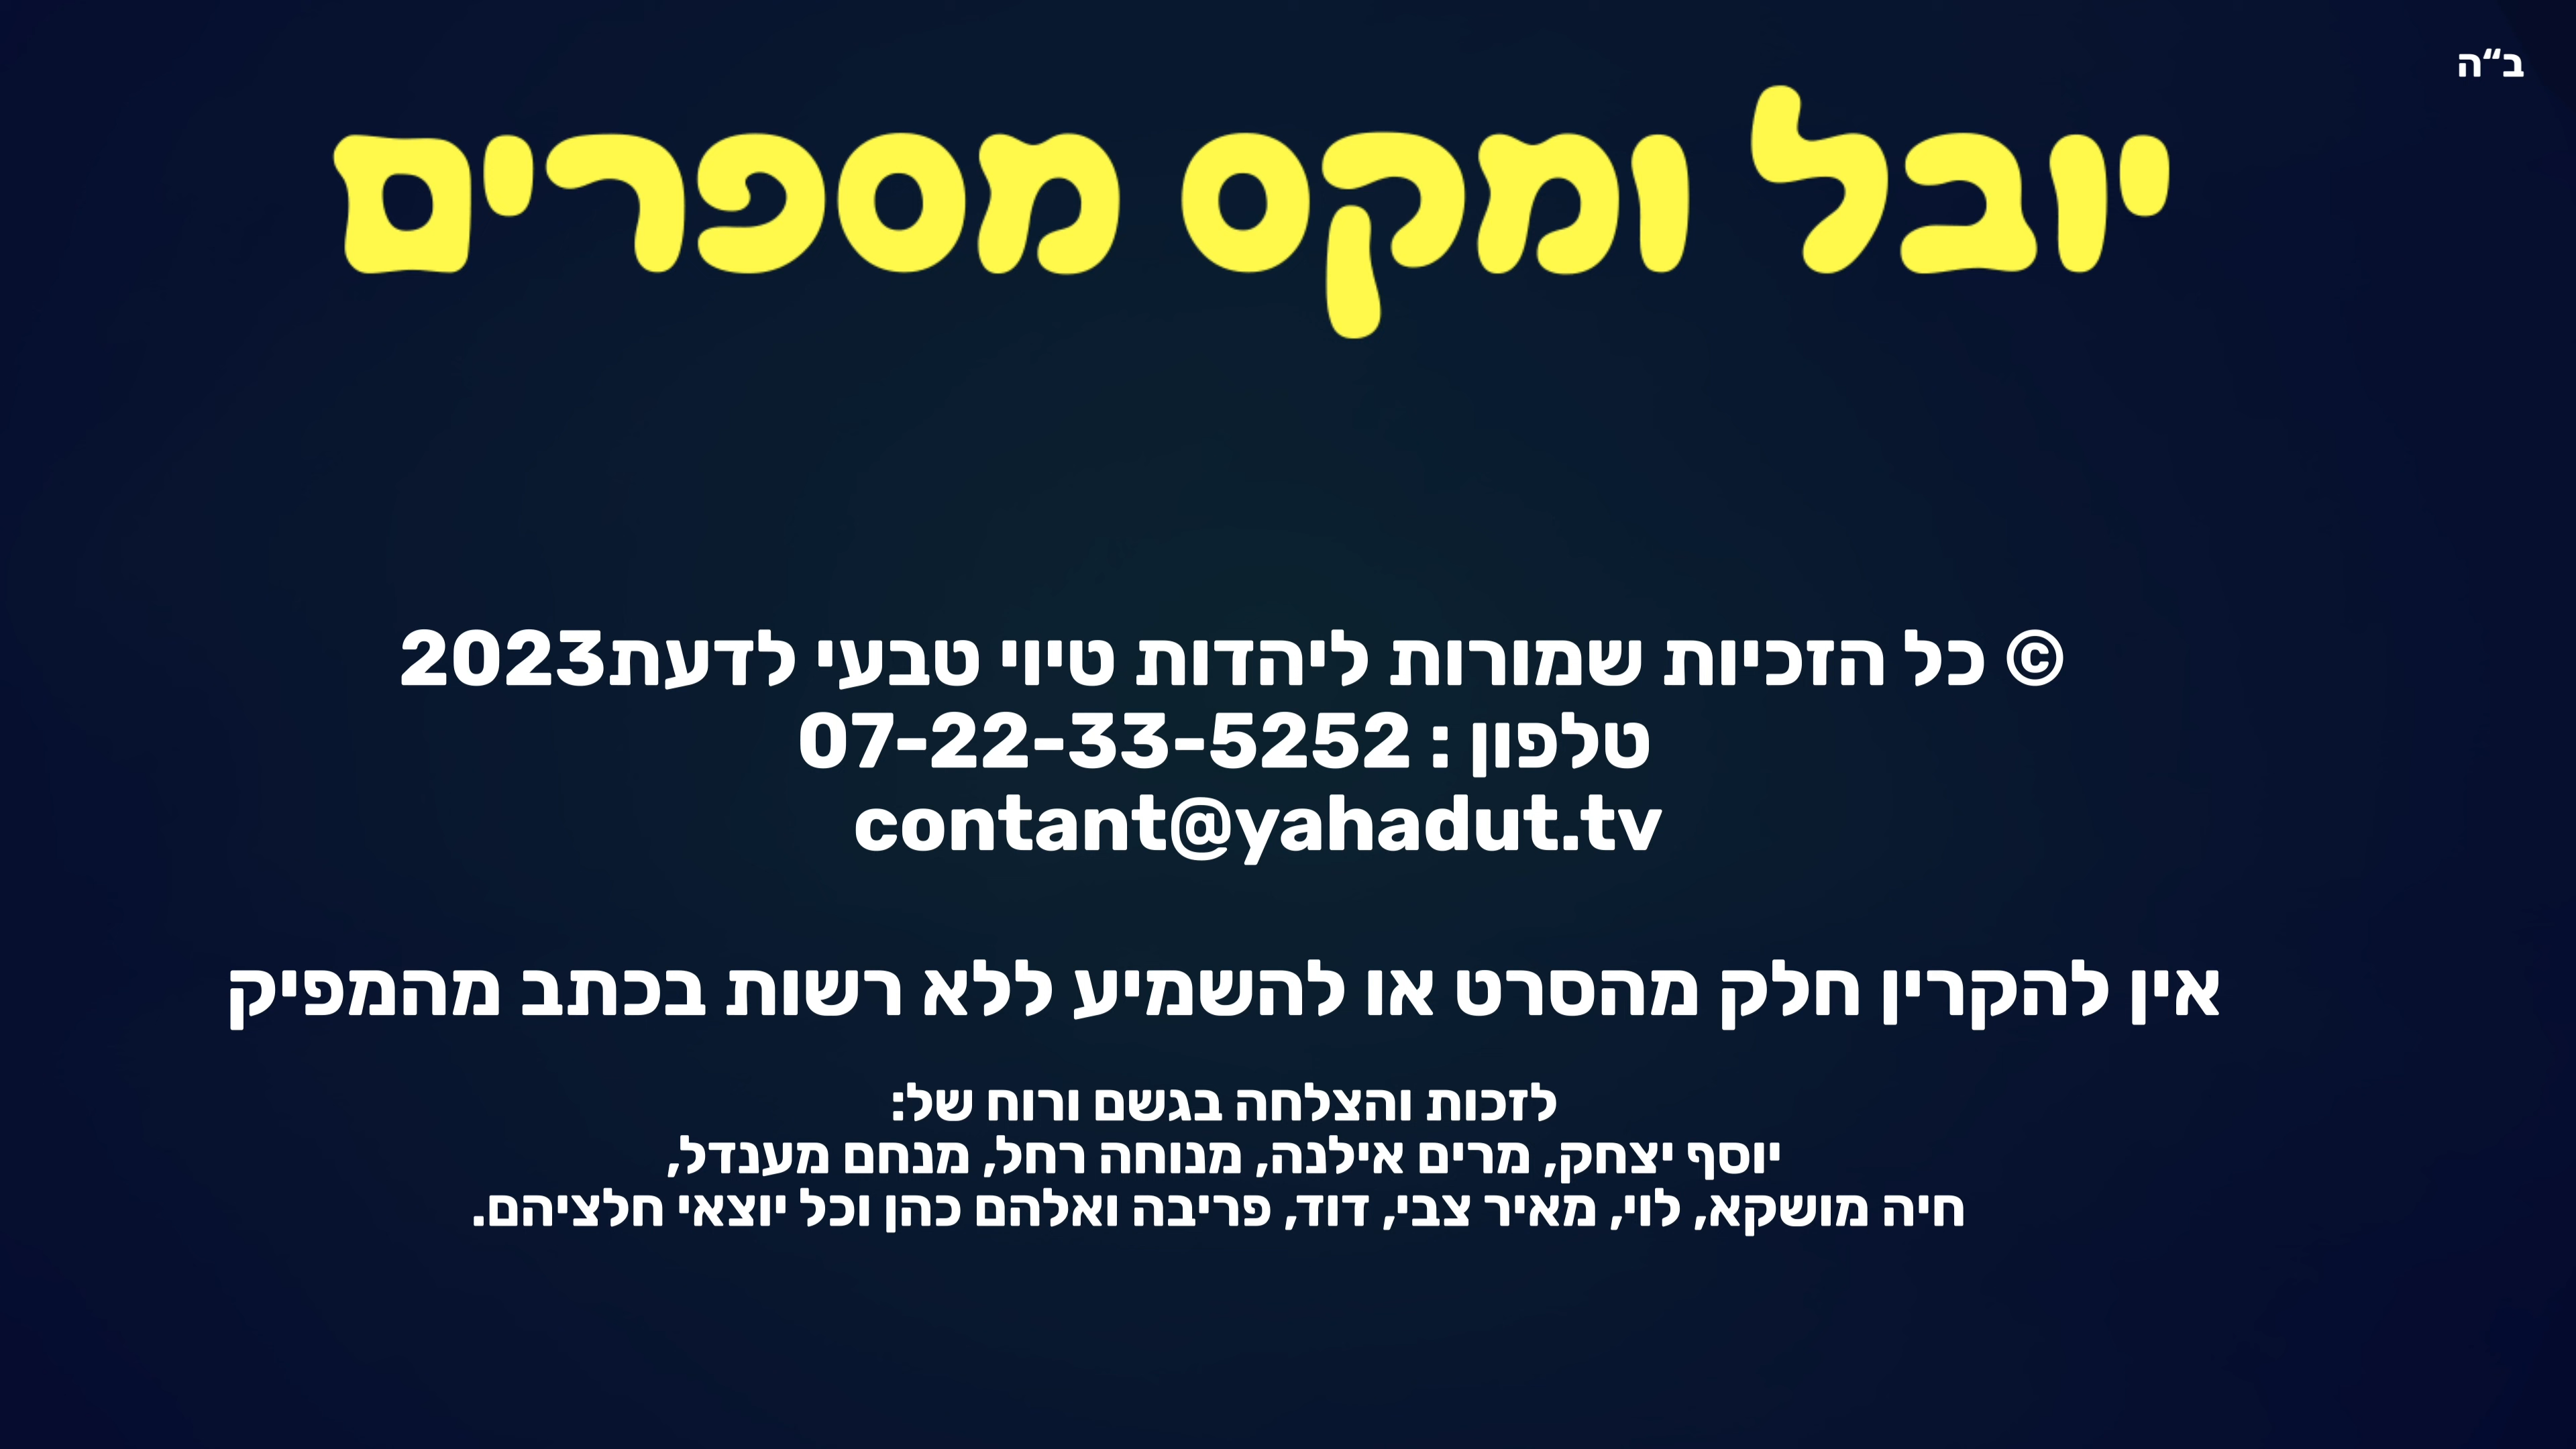 ב“ה
יובל ומקס מספרים
© כל הזכיות שמורות ליהדות טיוי טבעי לדעת2023
טלפון : 07-22-33-5252
contant@yahadut.tv
אין להקרין חלק מהסרט או להשמיע ללא רשות בכתב מהמפיק
לזכות והצלחה בגשם ורוח של:
יוסף יצחק, מרים אילנה, מנוחה רחל, מנחם מענדל,
חיה מושקא, לוי, מאיר צבי, דוד, פריבה ואלהם כהן וכל יוצאי חלציהם.